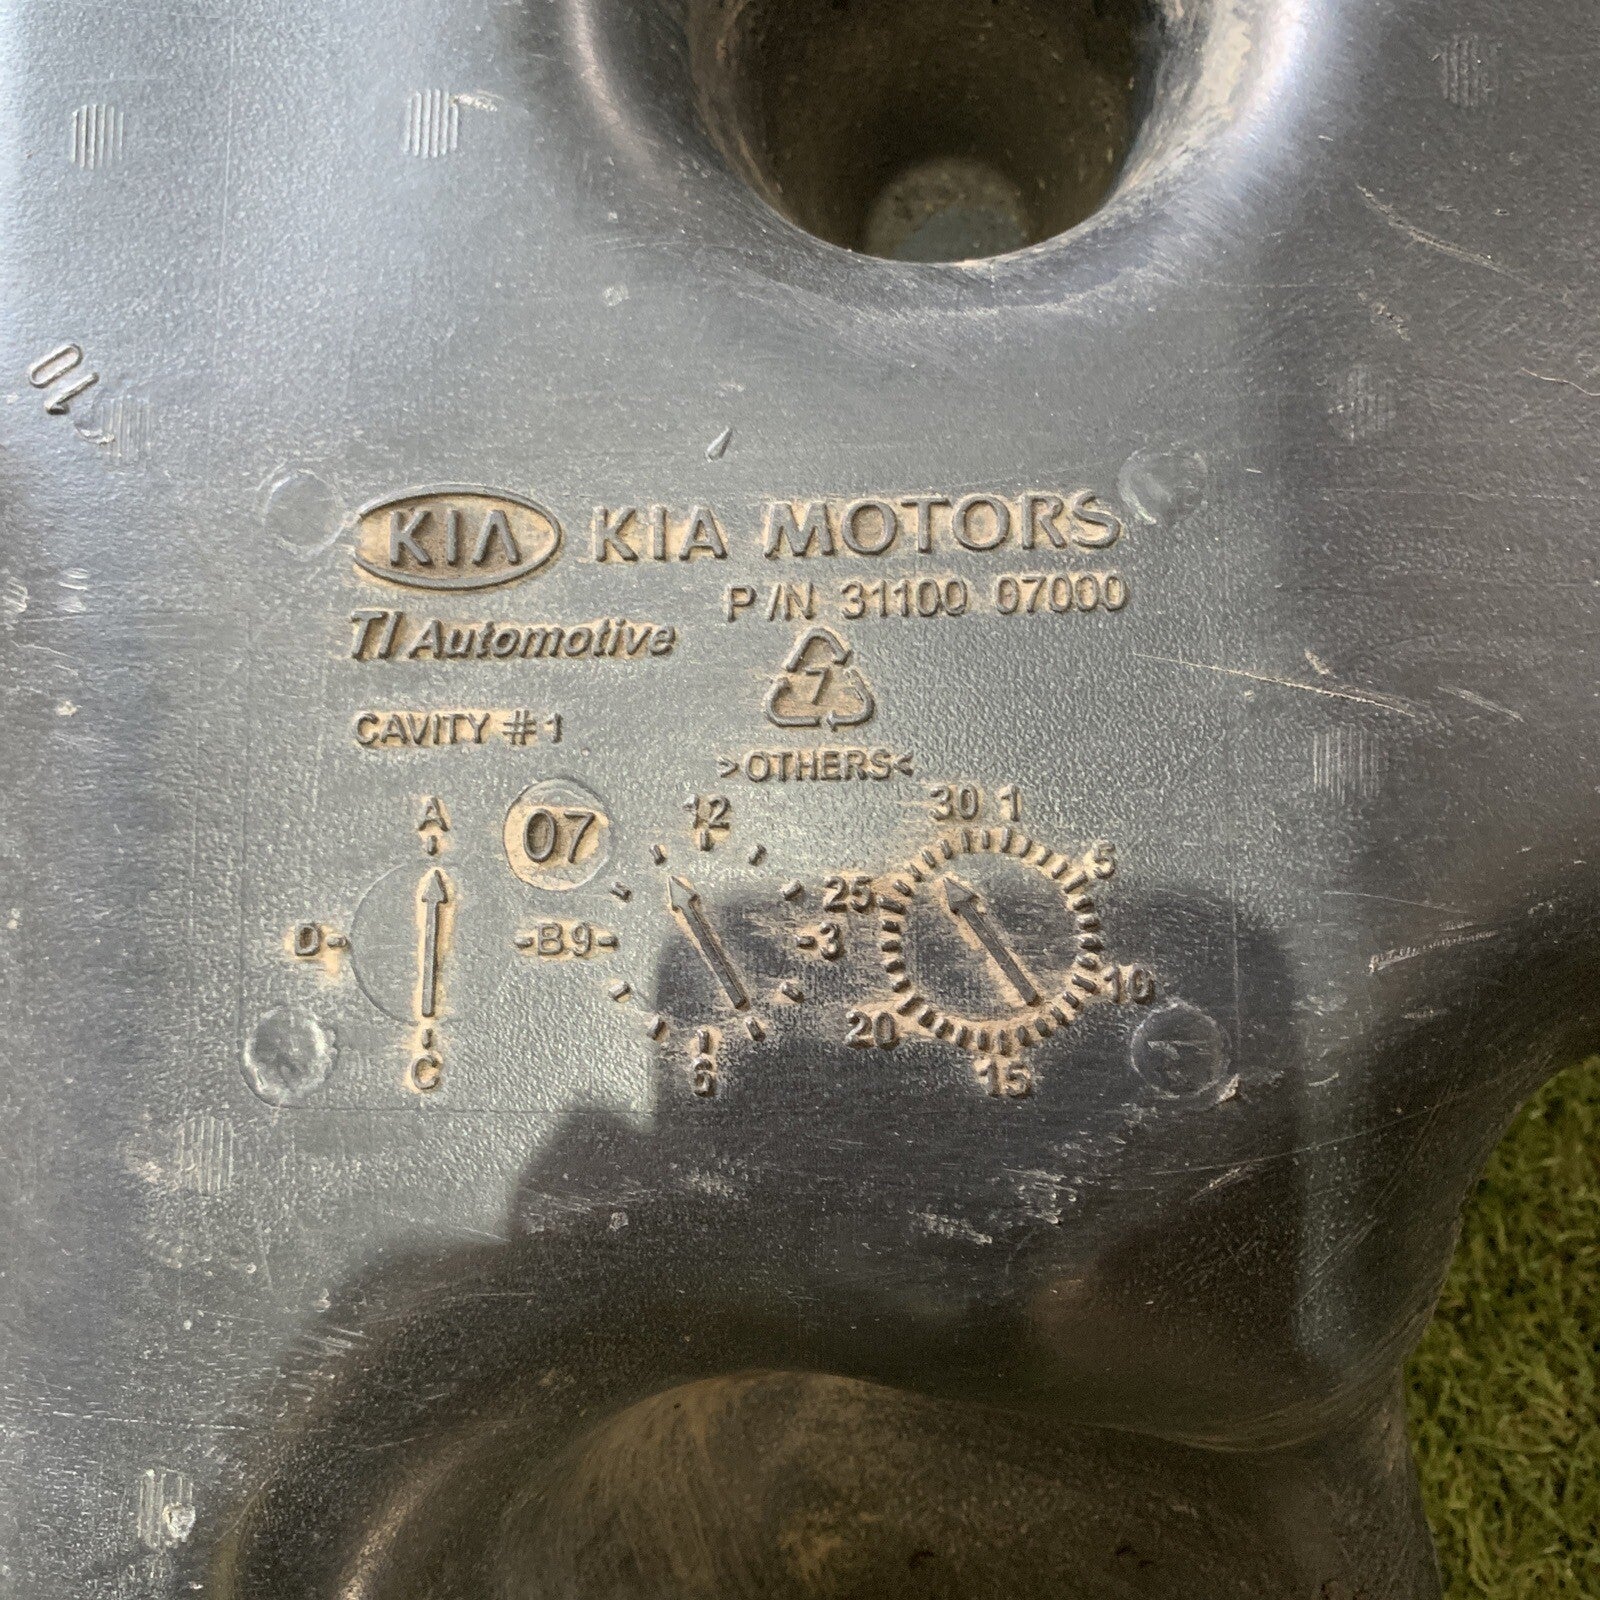 10
KIA KIA MOTORS
P/N 31100 07000
TI Automotive
7
CAVITY #1
>OTHERS<
A 07 12 30 1
5
D- -B9- -3 25
10
20
C 6 15